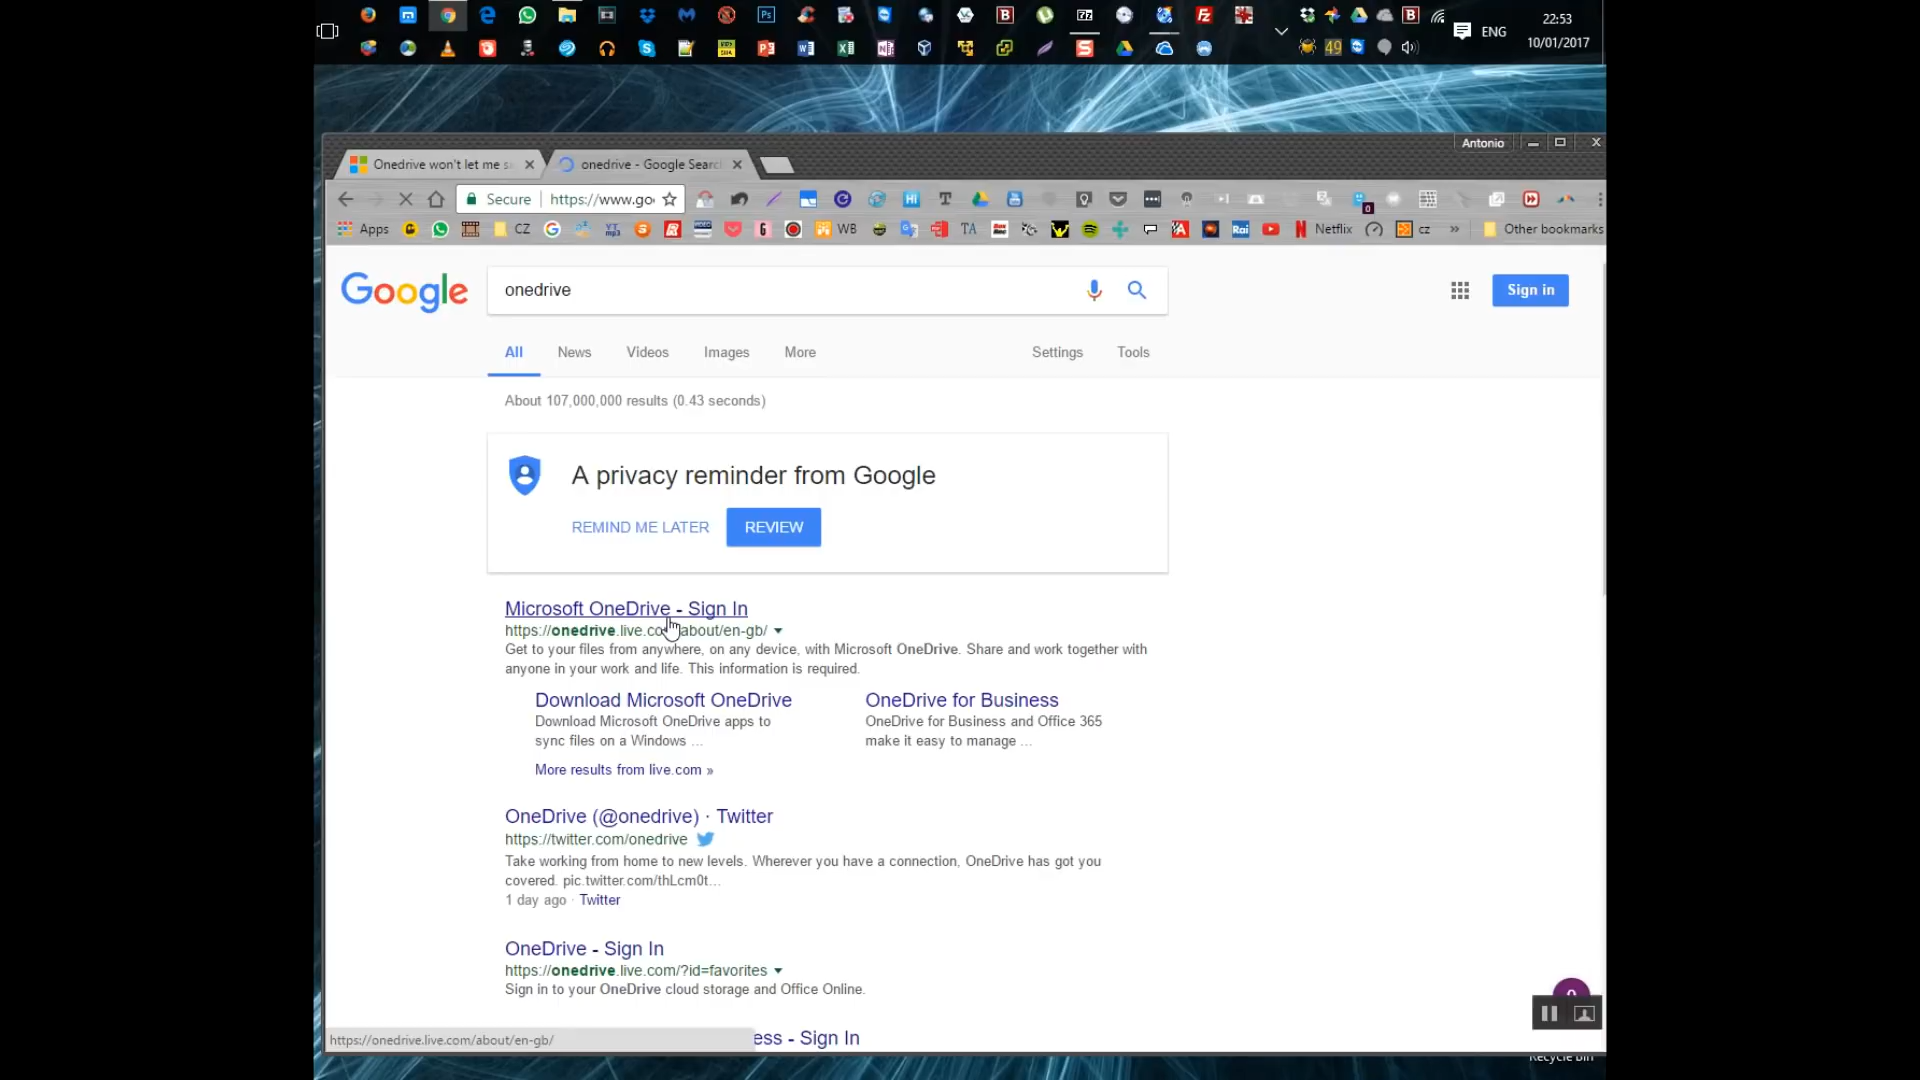 22:53
ENG
10/01/2017
Antonio
Onedrive won't let me s
onedrive - Google Search
Secure
https://www.go
Apps
CZ
WB
TA
Netflix
cz
Other bookmarks
Google
onedrive
Sign in
All
News
Videos
Images
More
Settings
Tools
About 107,000,000 results (0.43 seconds)
A privacy reminder from Google
REMIND ME LATER
REVIEW
Microsoft OneDrive - Sign In
https://onedrive.live.com/about/en-gb/
Get to your files from anywhere, on any device, with Microsoft OneDrive. Share and work together with
anyone in your work and life. This information is required.
Download Microsoft OneDrive
Download Microsoft OneDrive apps to
sync files on a Windows ...
OneDrive for Business
OneDrive for Business and Office 365
make it easy to manage ...
More results from live.com »
OneDrive (@onedrive) · Twitter
https://twitter.com/onedrive
Take working from home to new levels. Wherever you have a connection, OneDrive has got you
covered. pic.twitter.com/thLcm0t...
1 day ago · Twitter
OneDrive - Sign In
https://onedrive.live.com/?id=favorites
Sign in to your OneDrive cloud storage and Office Online.
ess - Sign In
https://onedrive.live.com/about/en-gb/
Recycle Bin